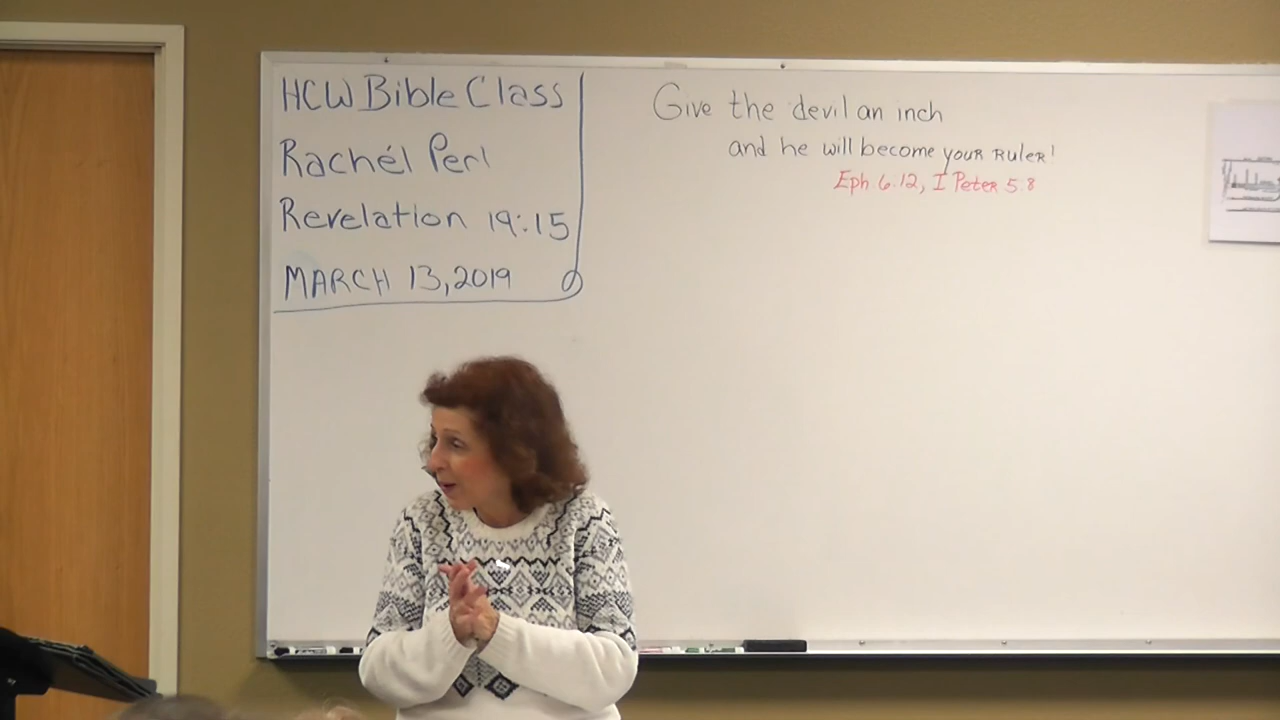 HCW Bible Class
Rachél Perl
Revelation 19:15
MARCH 13, 2019
Give the devil an inch
and he will become your RULER!
Eph 6.12, I Peter 5.8